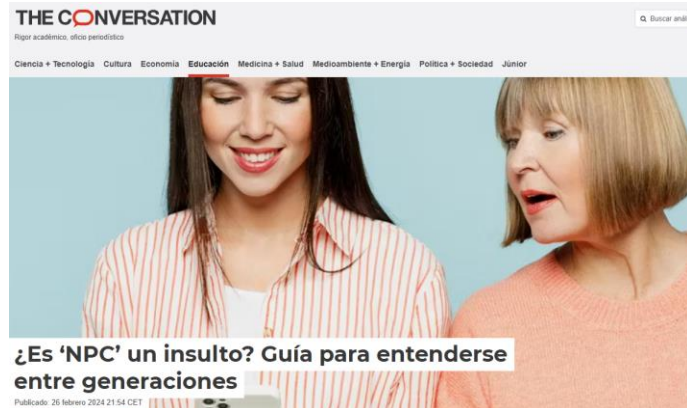 THE CONVERSATION
Rigor académico, oficio periodístico
Buscar análi
Ciencia + Tecnología Cultura Economía Educación Medicina + Salud Medioambiente + Energía Política + Sociedad Júnior
¿Es ‘NPC’ un insulto? Guía para entenderse
entre generaciones
Publicado: 26 febrero 2024 21:54 CET